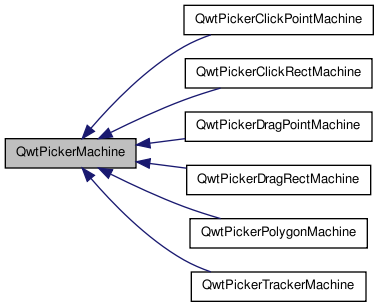 QwtPickerClickPointMachine
QwtPickerClickRectMachine
QwtPickerDragPointMachine
QwtPickerMachine
QwtPickerDragRectMachine
QwtPickerPolygonMachine
QwtPickerTrackerMachine